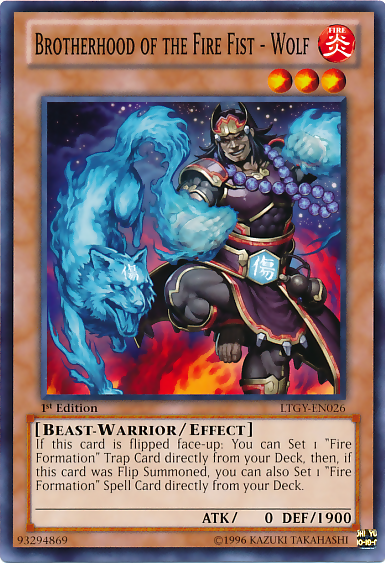 BROTHERHOOD OF THE FIRE FIST - WOLF
FIRE
炎
傷
傷
1st Edition
LTGY-EN026
[BEAST-WARRIOR/EFFECT]
If this card is flipped face-up: You can Set 1 "Fire
Formation" Trap Card directly from your Deck, then, if
this card was Flip Summoned, you can also Set 1 "Fire
Formation" Spell Card directly from your Deck.
ATK/ 0 DEF/1900
93294869
©1996 KAZUKI TAKAHASHI